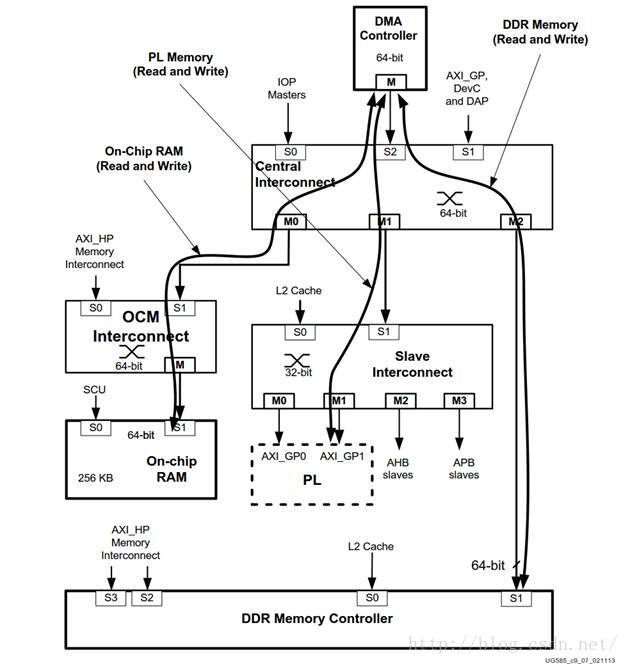 DMA
Controller
64-bit
M
DDR Memory
(Read and Write)
PL Memory
(Read and Write)
IOP
Masters
AXI_GP,
DevC
and DAP
On-Chip RAM
(Read and Write)
S0
S2
S1
Central
Interconnect
64-bit
M0
M1
M2
AXI_HP
Memory
Interconnect
S0
S1
OCM
Interconnect
64-bit
M
L2 Cache
S0
S1
Slave
Interconnect
32-bit
M0
M1
M2
M3
SCU
S0
64-bit
S1
On-chip
RAM
256 KB
AXI_GP0
AXI_GP1
PL
AHB
slaves
APB
slaves
AXI_HP
Memory
Interconnect
L2 Cache
64-bit
S3
S2
S0
S1
DDR Memory Controller
http://blog.csdn.net/
UG585_c9_07_021113